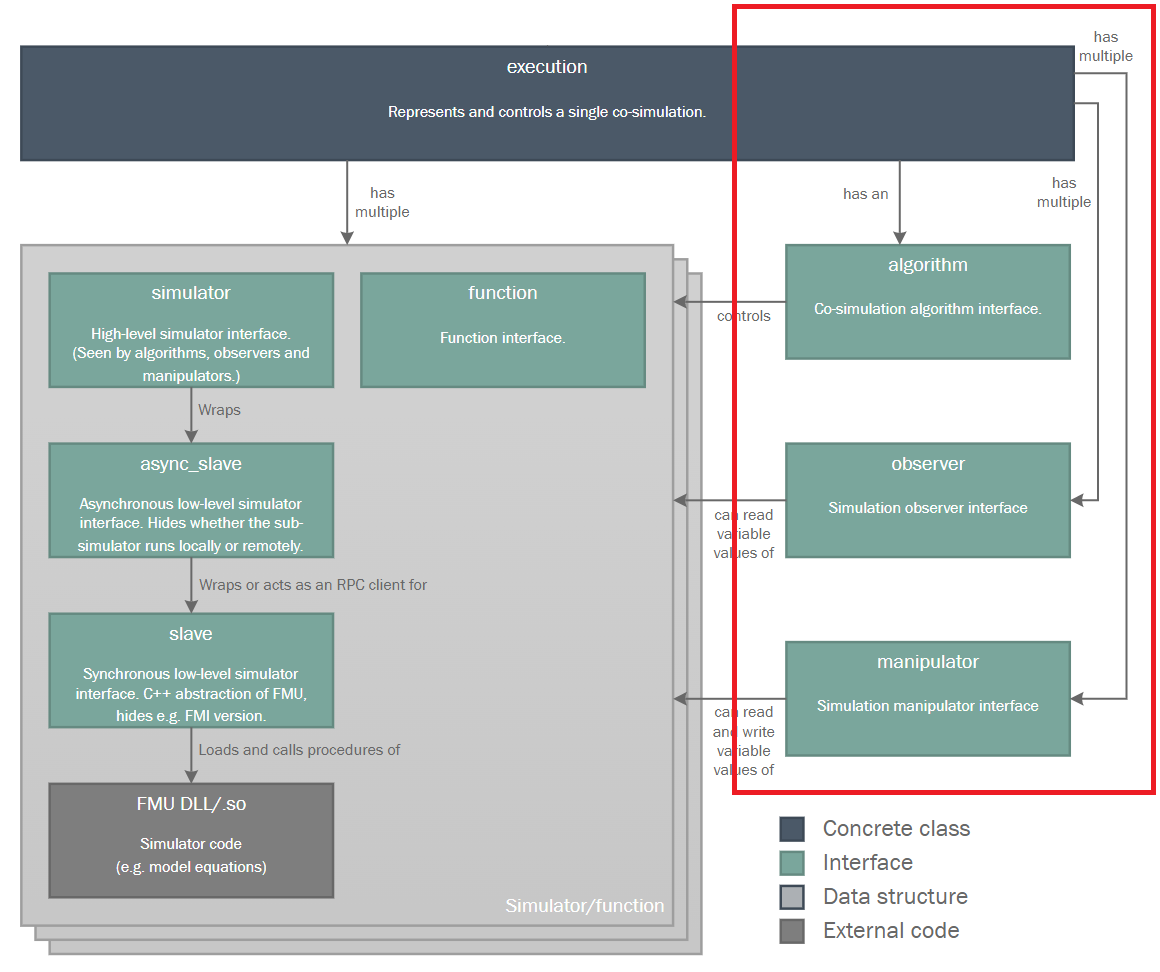 has
multiple
execution
Represents and controls a single co-simulation.
has
multiple
has an
has
multiple
simulator
High-level simulator interface.
(Seen by algorithms, observers and
manipulators.)
function
Function interface.
algorithm
Co-simulation algorithm interface.
controls
Wraps
async_slave
Asynchronous low-level simulator
interface. Hides whether the sub-
simulator runs locally or remotely.
observer
Simulation observer interface
can read
variable
values of
Wraps or acts as an RPC client for
slave
Synchronous low-level simulator
interface. C++ abstraction of FMU,
hides e.g. FMI version.
manipulator
Simulation manipulator interface
can read
and write
variable
values of
Loads and calls procedures of
FMU DLL/.so
Simulator code
(e.g. model equations)
Simulator/function
Concrete class
Interface
Data structure
External code